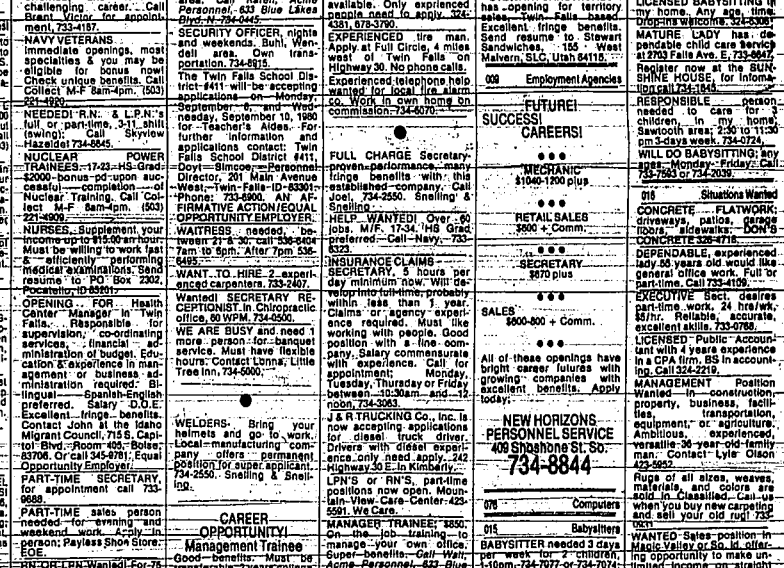 challenging career. Call
Brent Victor for appoint-
ment, 733-4187.
NAVY VETERANS
Immediate openings, most
specialties & you may be
eligible for bonus now!
Check unique benefits. Call
Collect M-F 8am-4pm. (503)
221-4920.
NEEDED! R.N. & L.P.N.'s
full or part-time, 3-11 shift
(swing). Call Skyview
Hazeldel 734-8645.
NUCLEAR POWER
TRAINEES. 17-23. HS Grad.
$2000 bonus pd upon suc-
cessful completion of
Nuclear Training. Call Col-
lect M-F 8am-4pm. (503)
221-4909.
NURSES. Supplement your
income up to $15.00 an hour.
Must be willing to work fast
& efficiently performing
medical examinations. Send
resume to PO Box 2302,
Pocatello, ID 83201.
OPENING FOR Health
Center Manager in Twin
Falls. Responsible for
supervision, co-ordinating
services, financial ad-
ministration of budget. Edu-
cation & experience in man-
agement or business ad-
ministration required. Bi-
lingual Spanish-English
preferred. Salary D.O.E.
Excellent fringe benefits.
Contact John at the Idaho
Migrant Council, 715 S. Capi-
tol Blvd. Room 405, Boise,
83706. Or call 345-9781. Equal
Opportunity Employer.
PART-TIME SECRETARY,
for appointment call 733-
9688.
PART-TIME sales person
needed for evening and
weekend work. Apply in
person; Payless Shoe Store.
EOE.
RN OR LPN Wanted! For 75
Personnel, 633 Blue Lakes
Blvd. N. 734-0445.
SECURITY OFFICER, nights
and weekends. Buhl, Wen-
dell area. Own trans-
portation. 734-8915.
The Twin Falls School Dis-
trict #411 will be accepting
applications on Monday
September 8, and Wed-
nesday, September 10, 1980
for Teacher's Aides. For
further information and
applications contact: Twin
Falls School District #411,
Doyl Simcoe, Personnel
Director, 201 Main Avenue
West, Twin Falls ID 83301.
Phone: 733-6900. AN AF-
FIRMATIVE ACTION/EQUAL
OPPORTUNITY EMPLOYER.
WAITRESS needed, be-
tween 21 & 30, call 536-6404
7am to 5pm. After 7pm 536-
6495.
WANT TO HIRE 2 experi-
enced carpenters. 733-2407.
Wanted! SECRETARY RE-
CEPTIONIST in Chiropractic
office, 60 WPM. 734-0500.
WE ARE BUSY and need 1
more person for banquet
service. Must have flexible
hours. Contact Lonna, Little
Tree Inn, 734-5000.
WELDERS. Bring your
helmets and go to work.
Local manufacturing com-
pany offers permanent
position for super applicant.
734-2550. Snelling & Snell-
ing.
CAREER
OPPORTUNITY!
Management Trainee
Good benefits. Must be
available. Only experienced
people need to apply. 324-
4381, 678-3790.
EXPERIENCED tire man.
Apply at Full Circle, 4 miles
west of Twin Falls on
Highway 30. No phone calls.
Experienced telephone help
wanted for local fire alarm
co. Work in own home on
commission. 734-6070.
FULL CHARGE Secretary-
proven performance, many
fringe benefits with this
established company. Call
Joel, 734-2550. Snelling &
Snelling.
HELP WANTED! Over 60
jobs. M/F, 17-34. HS Grad
preferred. Call Navy, 733-
6323.
INSURANCE CLAIMS
SECRETARY, 5 hours per
day minimum now. Will de-
velop into full-time, probably
within less than 1 year.
Claims or agency experi-
ence required. Must like
working with people. Good
position with a fine com-
pany. Salary commensurate
with experience. Call for
appointment. Monday,
Tuesday, Thursday or Friday
between 10:30am and 12
noon, 734-3063.
J & R TRUCKING Co., Inc. is
now accepting applications
for diesel truck driver.
Drivers with diesel experi-
ence only need apply. 242
Highway 30 E. in Kimberly.
LPN'S or RN'S, part-time
positions now open. Moun-
tain View Care Center. 423-
5591. We Care.
MANAGER TRAINEE, $850.
On the job training to
manage your own office.
Super benefits. Call Walt,
Acme Personnel, 633 Blue
has opening for territory
sales, Twin Falls based.
Excellent fringe benefits.
Send resume to Stewart
Sandwiches, 155 West
Malvern, SLC, Utah 84115.
009 Employment Agencies
FUTURE!
SUCCESS!
CAREERS!
MECHANIC
$1040-1200 plus
RETAIL SALES
$800 + Comm.
SECRETARY
$670 plus
SALES
$600-800 + Comm.
All of these openings have
bright career futures with
growing companies with
excellent benefits. Apply
today.
NEW HORIZONS
PERSONNEL SERVICE
409 Shoshone St. So.
734-8844
076 Computers
015 Babysitters
BABYSITTER needed 3 days
per week for 2 children,
1-10pm. 734-7077 or 734-7074
LICENSED BABYSITTING in
my home. Any age, time.
Drop-ins welcome.
MATURE LADY has de-
pendable child care service
at 2703 Falls Ave. E. 733-6647.
Register now at the SUN-
SHINE HOUSE, for informa-
tion call 734-1845.
RESPONSIBLE person
needed to care for
children, in my home,
Sawtooth area, 2:30 to 11:30
pm 3-days week. 734-0724.
WILL DO BABYSITTING, any
ages. Monday-Friday. Call
733-7593 or 734-2039.
016 Situations Wanted
CONCRETE FLATWORK
driveways, patios, garage
floors, sidewalks. DON'S
CONCRETE 326-4718.
DEPENDABLE, experienced
lady 55 years old would like
general office work. Full or
part-time. Call 733-4109.
EXECUTIVE Sect. desires
part-time work. 24 hrs/wk.
$5/hr. Reliable, accurate,
excellent skills. 733-0768.
LICENSED Public Accoun-
tant with 4 years experience
in a CPA firm, BS in account-
ing. Call 324-2219.
MANAGEMENT Position
Wanted in construction,
property, business, facili-
ties, transportation,
equipment, or agriculture.
Ambitious, experienced,
versatile 36-year-old family
man. Contact Lyle Olson
423-5952.
Rugs of all sizes, weaves,
materials, and colors are
sold in Classified. Call us
when you buy new carpeting
and sell your old rug! 733-
0931
WANTED Sales position in
Magic Valley or So. Id. offer-
ing opportunity to make un-
limited income on straight